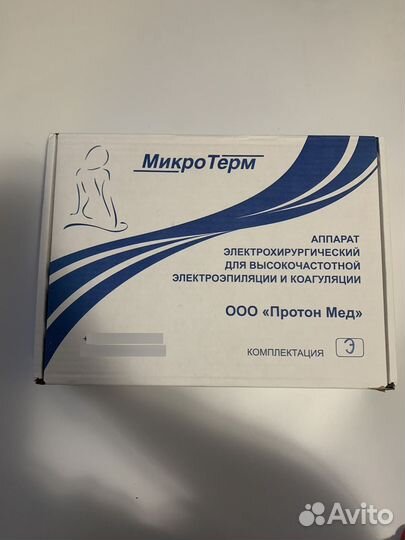 МикроТерм
АППАРАТ
ЭЛЕКТРОХИРУРГИЧЕСКИЙ
ДЛЯ ВЫСОКОЧАСТОТНОЙ
ЭЛЕКТРОЭПИЛЯЦИИ И КОАГУЛЯЦИИ
ООО «Протон Мед»
КОМПЛЕКТАЦИЯ Э
Avito